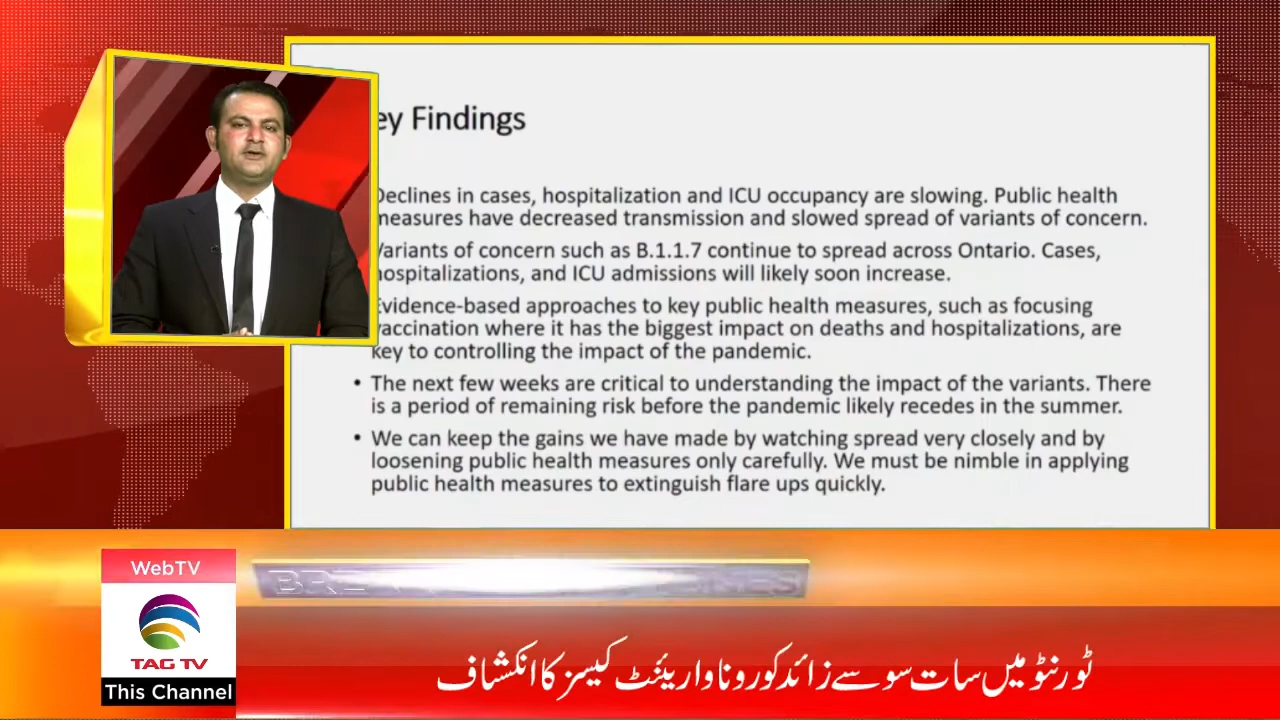 ey Findings
Declines in cases, hospitalization and ICU occupancy are slowing. Public health
measures have decreased transmission and slowed spread of variants of concern.
Variants of concern such as B.1.1.7 continue to spread across Ontario. Cases,
hospitalizations, and ICU admissions will likely soon increase.
Evidence-based approaches to key public health measures, such as focusing
vaccination where it has the biggest impact on deaths and hospitalizations, are
key to controlling the impact of the pandemic.
• The next few weeks are critical to understanding the impact of the variants. There
is a period of remaining risk before the pandemic likely recedes in the summer.
• We can keep the gains we have made by watching spread very closely and by
loosening public health measures only carefully. We must be nimble in applying
public health measures to extinguish flare ups quickly.
WebTV
TAG TV
This Channel
ٹورنٹو میں سات سو سے زائد کورونا واریئنٹ کیسز کا انکشاف